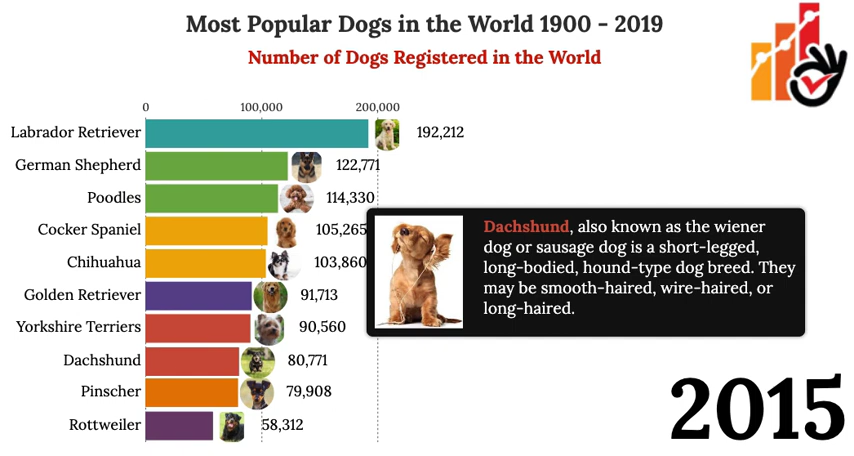 Most Popular Dogs in the World 1900 - 2019
Number of Dogs Registered in the World
0 100,000 200,000
Labrador Retriever 192,212
German Shepherd 122,771
Poodles 114,330
Cocker Spaniel 105,265
Chihuahua 103,860
Golden Retriever 91,713
Yorkshire Terriers 90,560
Dachshund 80,771
Pinscher 79,908
Rottweiler 58,312
Dachshund, also known as the wiener
dog or sausage dog is a short-legged,
long-bodied, hound-type dog breed. They
may be smooth-haired, wire-haired, or
long-haired.
2015